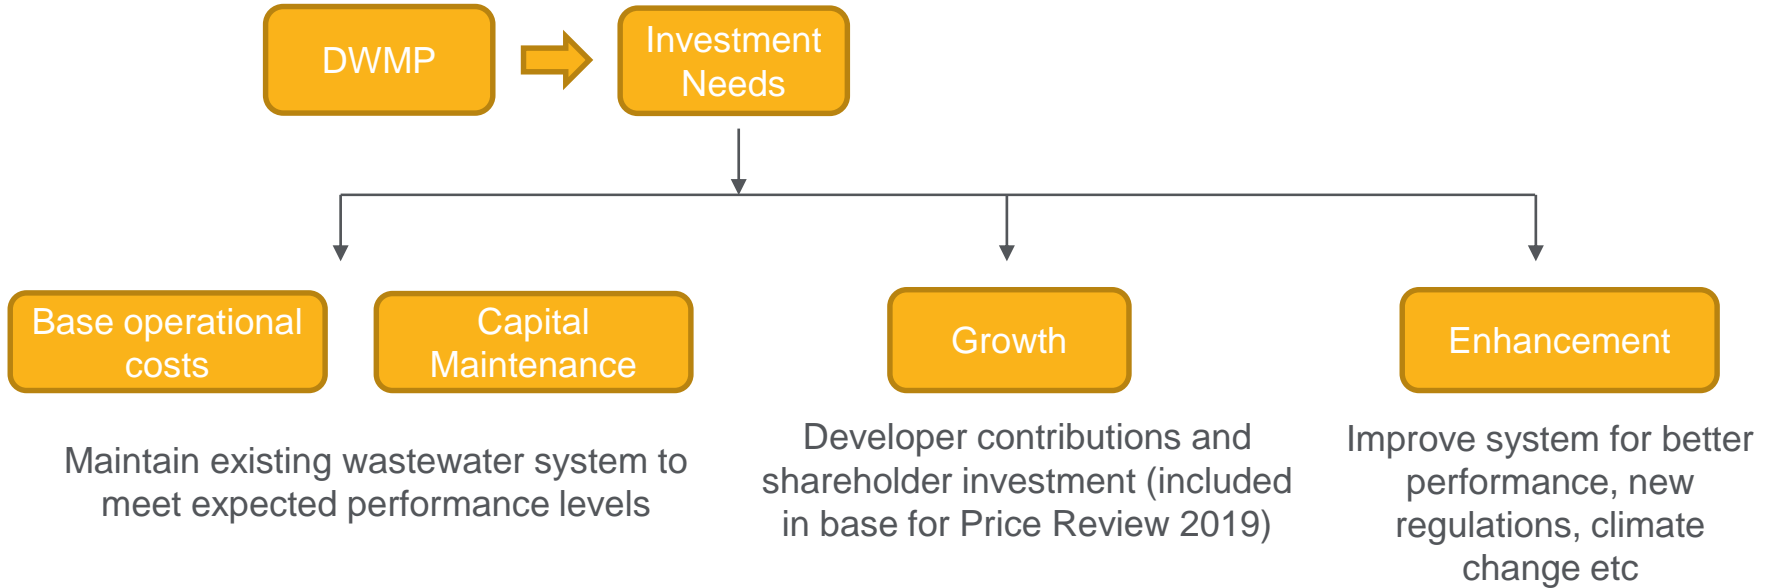 DWMP
Investment
Needs
Base operational
costs
Capital
Maintenance
Growth
Enhancement
Maintain existing wastewater system to
meet expected performance levels
Developer contributions and
shareholder investment (included
in base for Price Review 2019)
Improve system for better
performance, new
regulations, climate
change etc